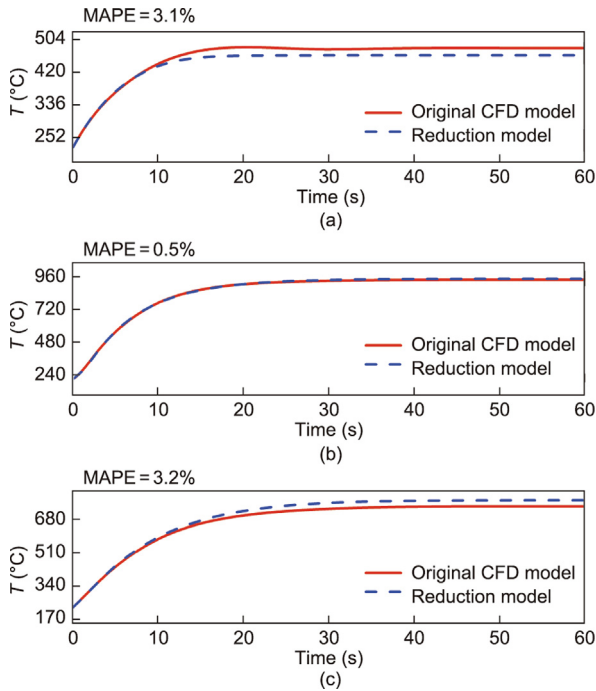 MAPE = 3.1%
504
420
336
252
T (°C)
Original CFD model
Reduction model
0 10 20 30 40 50 60
Time (s)
(a)
MAPE = 0.5%
960
720
480
240
T (°C)
Original CFD model
Reduction model
0 10 20 30 40 50 60
Time (s)
(b)
MAPE = 3.2%
680
510
340
170
T (°C)
Original CFD model
Reduction model
0 10 20 30 40 50 60
Time (s)
(c)